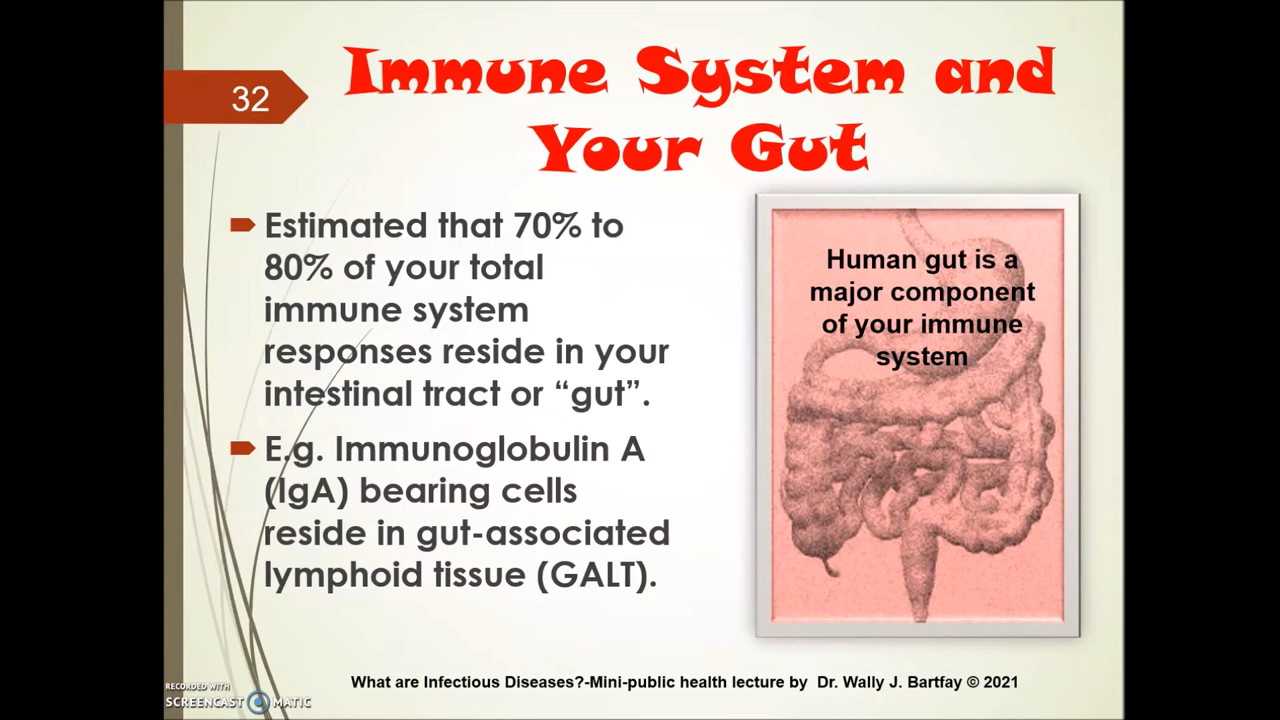 32
Immune System and
Your Gut
Estimated that 70% to
80% of your total
immune system
responses reside in your
intestinal tract or “gut”.
E.g. Immunoglobulin A
(IgA) bearing cells
reside in gut-associated
lymphoid tissue (GALT).
Human gut is a
major component
of your immune
system
What are Infectious Diseases?-Mini-public health lecture by Dr. Wally J. Bartfay © 2021
RECORDED WITH
SCREENCAST MATIC